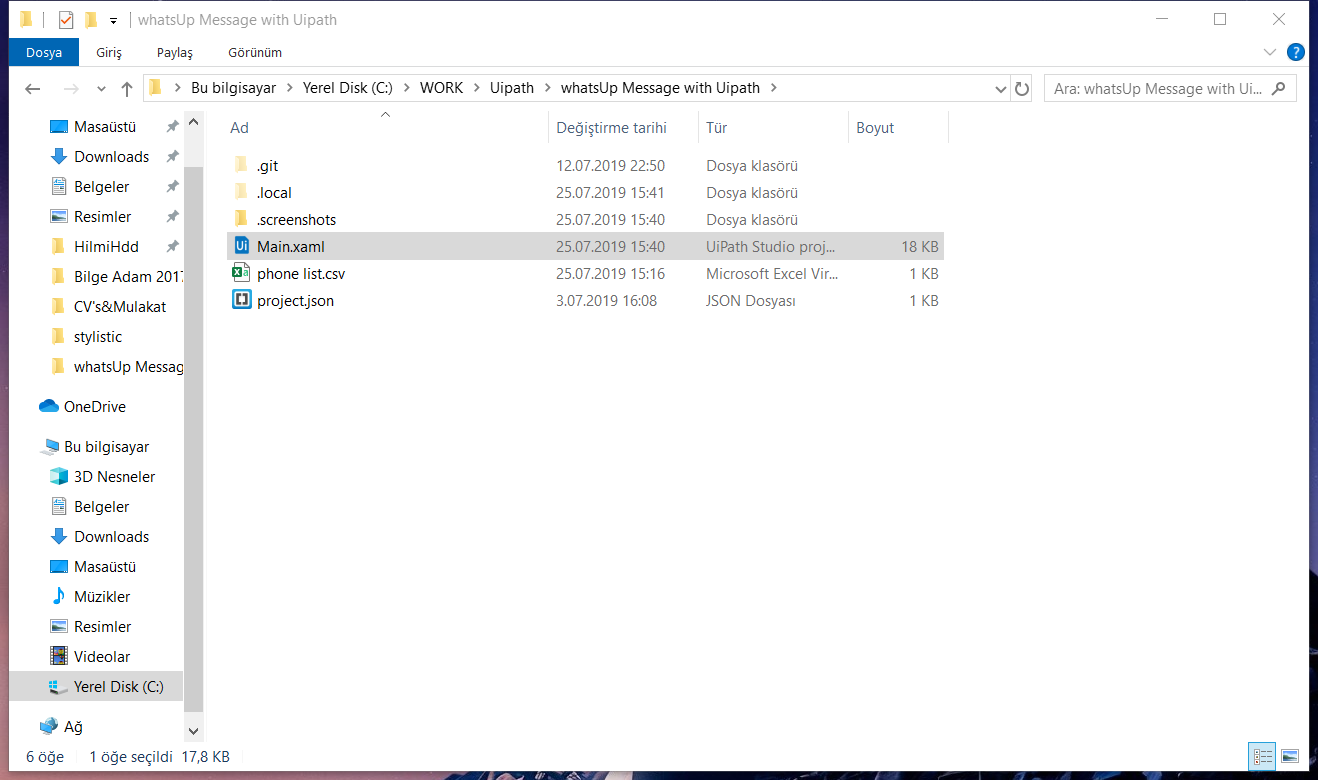 whatsUp Message with Uipath
Dosya Giriş Paylaş Görünüm
Bu bilgisayar Yerel Disk (C:) WORK Uipath whatsUp Message with Uipath
Ara: whatsUp Message with Ui...
Masaüstü
Downloads
Belgeler
Resimler
HilmiHdd
Bilge Adam 2017
CV's&Mulakat
stylistic
whatsUp Messag
OneDrive
Bu bilgisayar
3D Nesneler
Belgeler
Downloads
Masaüstü
Müzikler
Resimler
Videolar
Yerel Disk (C:)
Ağ
Ad Değiştirme tarihi Tür Boyut
.git 12.07.2019 22:50 Dosya klasörü
.local 25.07.2019 15:41 Dosya klasörü
.screenshots 25.07.2019 15:40 Dosya klasörü
Ui Main.xaml 25.07.2019 15:40 UiPath Studio proj... 18 KB
phone list.csv 25.07.2019 15:16 Microsoft Excel Vir... 1 KB
project.json 3.07.2019 16:08 JSON Dosyası 1 KB
6 öğe 1 öğe seçildi 17,8 KB